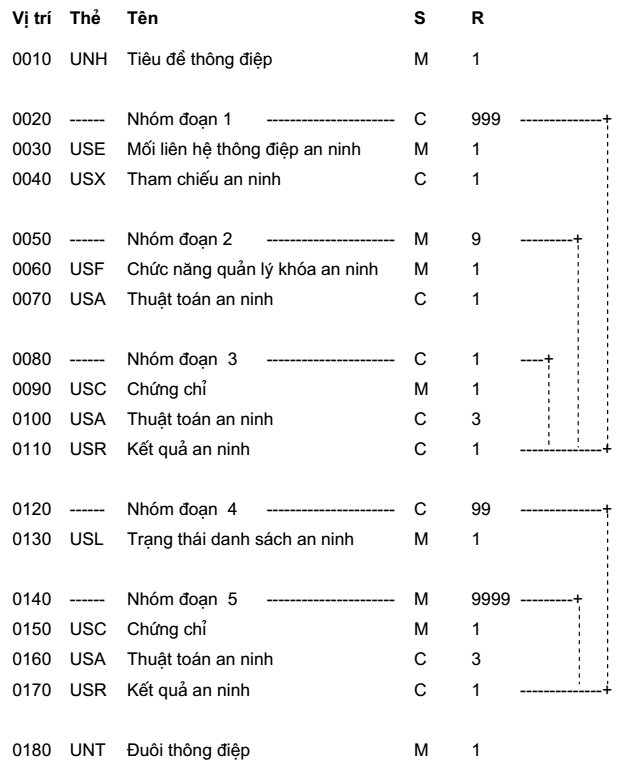 Vị trí Thẻ Tên S R
0010 UNH Tiêu đề thông điệp M 1
0020 ------ Nhóm đoạn 1 ---------------------- C 999 --------------+
0030 USE Mối liên hệ thông điệp an ninh M 1
0040 USX Tham chiếu an ninh C 1
0050 ------ Nhóm đoạn 2 ---------------------- M 9 ---------+
0060 USF Chức năng quản lý khóa an ninh M 1
0070 USA Thuật toán an ninh C 1
0080 ------ Nhóm đoạn 3 ---------------------- C 1 ----+
0090 USC Chứng chỉ M 1
0100 USA Thuật toán an ninh C 3
0110 USR Kết quả an ninh C 1 --------------+
0120 ------ Nhóm đoạn 4 ---------------------- C 99 --------------+
0130 USL Trạng thái danh sách an ninh M 1
0140 ------ Nhóm đoạn 5 ---------------------- M 9999 ---------+
0150 USC Chứng chỉ M 1
0160 USA Thuật toán an ninh C 3
0170 USR Kết quả an ninh C 1 --------------+
0180 UNT Đuôi thông điệp M 1